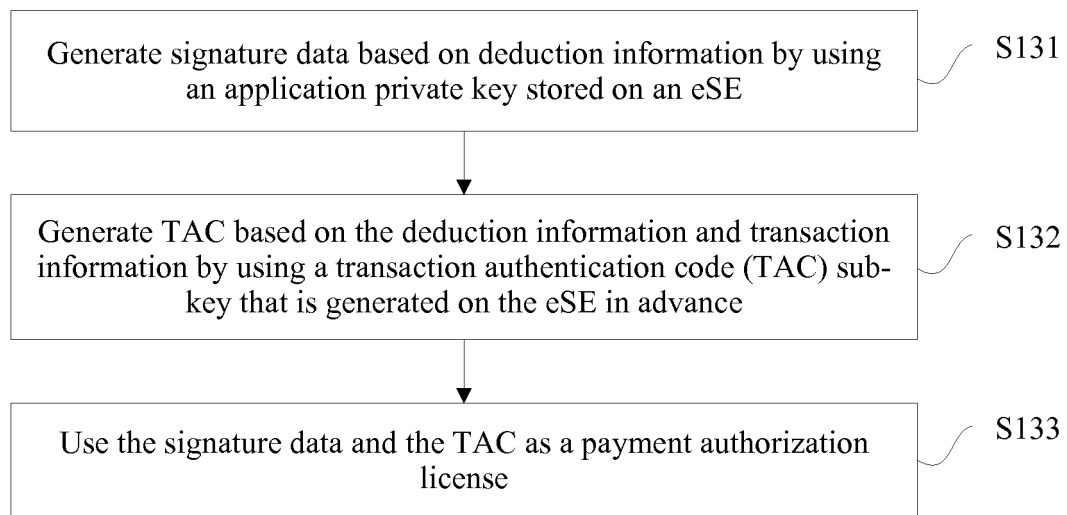 Generate signature data based on deduction information by using
an application private key stored on an eSE
S131
Generate TAC based on the deduction information and transaction
information by using a transaction authentication code (TAC) sub-
key that is generated on the eSE in advance
S132
Use the signature data and the TAC as a payment authorization
license
S133